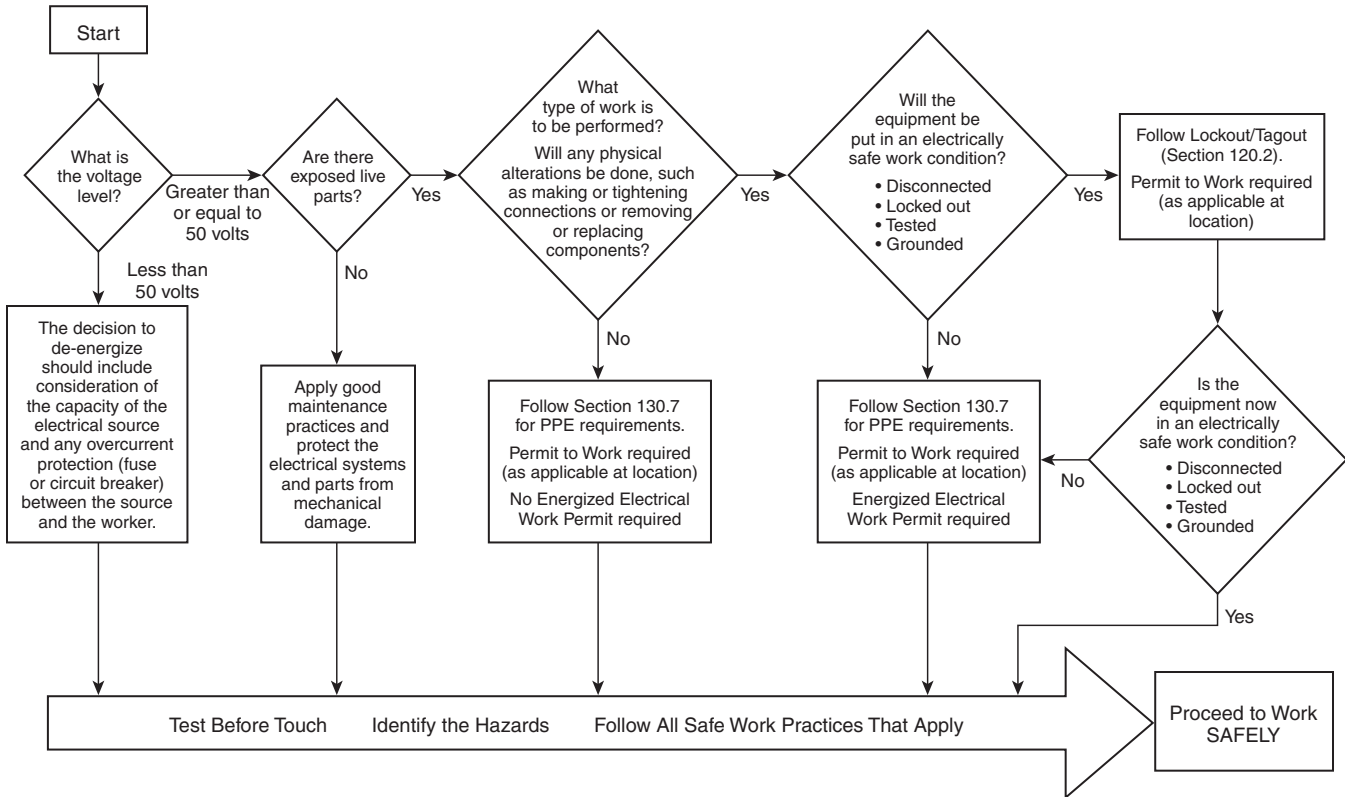 Start
What is
the voltage
level?
Greater than
or equal to
50 volts
Less than
50 volts
The decision to
de-energize
should include
consideration of
the capacity of the
electrical source
and any overcurrent
protection (fuse
or circuit breaker)
between the source
and the worker.
Are there
exposed live
parts?
Yes
No
Apply good
maintenance
practices and
protect the
electrical systems
and parts from
mechanical
damage.
What
type of work is
to be performed?
Will any physical
alterations be done, such
as making or tightening
connections or removing
or replacing
components?
Yes
No
Follow Section 130.7
for PPE requirements.
Permit to Work required
(as applicable at location)
No Energized Electrical
Work Permit required
Will the
equipment be
put in an electrically
safe work condition?
• Disconnected
• Locked out
• Tested
• Grounded
Yes
No
Follow Section 130.7
for PPE requirements.
Permit to Work required
(as applicable at location)
Energized Electrical
Work Permit required
Follow Lockout/Tagout
(Section 120.2).
Permit to Work required
(as applicable at
location)
Is the
equipment now
in an electrically
safe work condition?
• Disconnected
• Locked out
• Tested
• Grounded
No
Yes
Test Before Touch Identify the Hazards Follow All Safe Work Practices That Apply
Proceed to Work
SAFELY